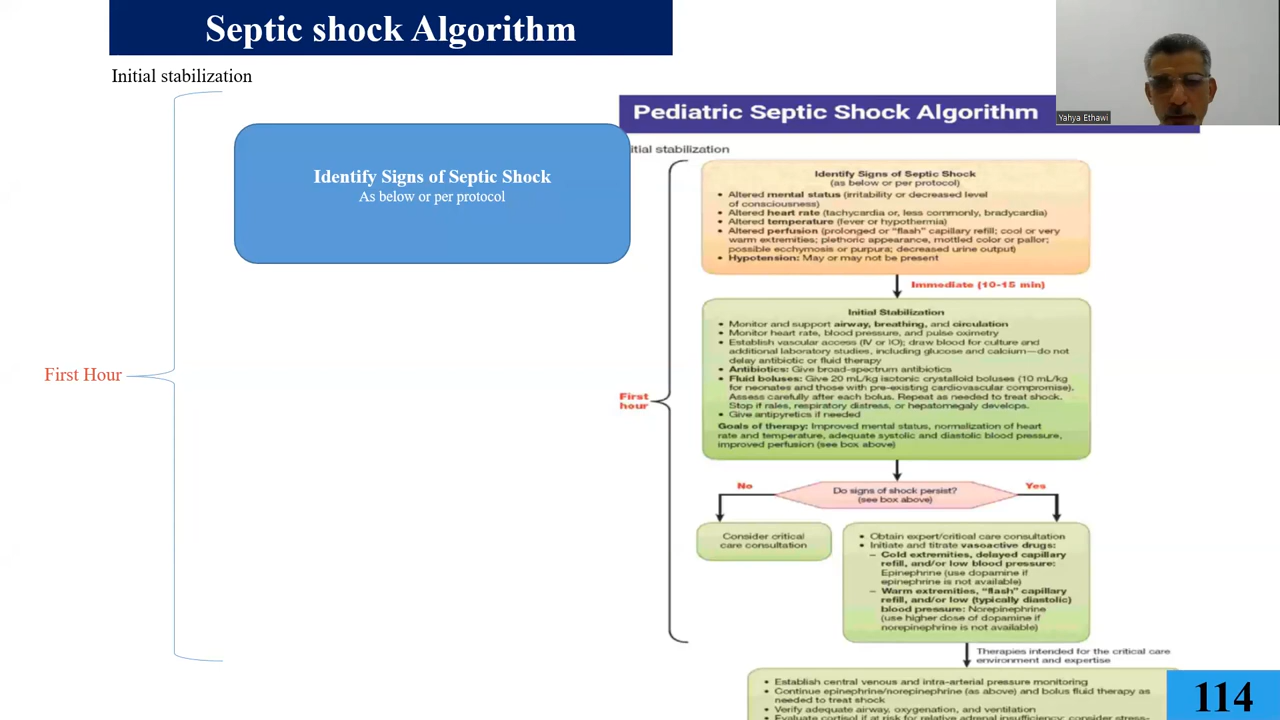 Septic shock Algorithm
Initial stabilization
Yahya Ethawi
Identify Signs of Septic Shock
As below or per protocol
First Hour
Pediatric Septic Shock Algorithm
itial stabilization
Identify Signs of Septic Shock
(as below or per protocol)
• Altered mental status (irritability or decreased level
of consciousness)
• Altered heart rate (tachycardia or, less commonly, bradycardia)
• Altered temperature (fever or hypothermia)
• Altered perfusion (prolonged or “flash” capillary refill; cool or very
warm extremities; plethoric appearance, mottled color or pallor;
possible ecchymosis or purpura; decreased urine output)
• Hypotension: May or may not be present
Immediate (10-15 min)
Initial Stabilization
• Monitor and support airway, breathing, and circulation
• Monitor heart rate, blood pressure, and pulse oximetry
• Establish vascular access (IV or IO); draw blood for culture and
additional laboratory studies, including glucose and calcium—do not
delay antibiotic or fluid therapy
• Antibiotics: Give broad-spectrum antibiotics
• Fluid boluses: Give 20 mL/kg isotonic crystalloid boluses (10 mL/kg
for neonates and those with pre-existing cardiovascular compromise).
Assess carefully after each bolus. Repeat as needed to treat shock.
Stop if rales, respiratory distress, or hepatomegaly develops.
• Give antipyretics if needed
Goals of therapy: Improved mental status, normalization of heart
rate and temperature, adequate systolic and diastolic blood pressure,
improved perfusion (see box above)
First
hour
Do signs of shock persist?
(see box above)
No
Yes
Consider critical
care consultation
• Obtain expert/critical care consultation
• Initiate and titrate vasoactive drugs:
– Cold extremities, delayed capillary
refill, and/or low blood pressure:
Epinephrine (use dopamine if
epinephrine is not available)
– Warm extremities, “flash” capillary
refill, and/or low (typically diastolic)
blood pressure: Norepinephrine
(use higher dose of dopamine if
norepinephrine is not available)
Therapies intended for the critical care
environment and expertise
• Establish central venous and intra-arterial pressure monitoring
• Continue epinephrine/norepinephrine (as above) and bolus fluid therapy as
needed to treat shock
• Verify adequate airway, oxygenation, and ventilation
• Evaluate cortisol if at risk for relative adrenal insufficiency; consider stress-
114